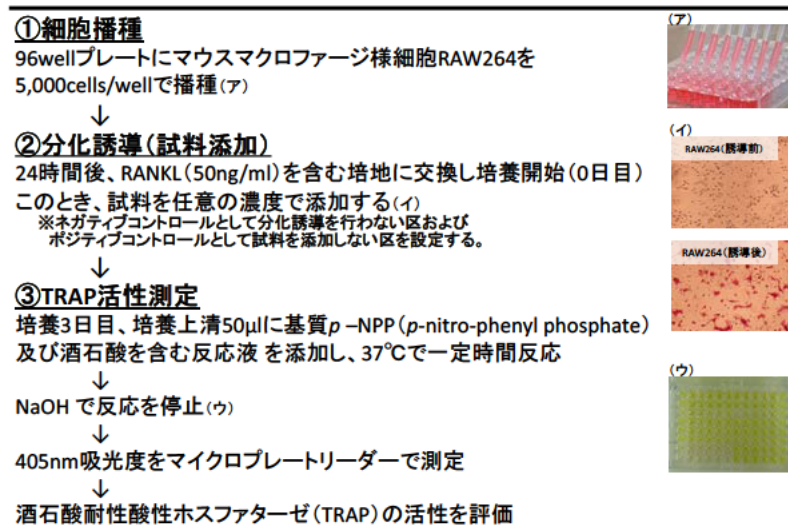 ①細胞播種
96wellプレートにマウスマクロファージ様細胞RAW264を
5,000cells/wellで播種(ア)
↓
②分化誘導(試料添加)
24時間後、RANKL(50ng/ml)を含む培地に交換し培養開始(0日目)
このとき、試料を任意の濃度で添加する(イ)
※ネガティブコントロールとして分化誘導を行わない区および
ポジティブコントロールとして試料を添加しない区を設定する。
↓
③TRAP活性測定
培養3日目、培養上清50μlに基質p –NPP(p-nitro-phenyl phosphate)
及び酒石酸を含む反応液 を添加し、37℃で一定時間反応
↓
NaOH で反応を停止(ウ)
↓
405nm吸光度をマイクロプレートリーダーで測定
↓
酒石酸耐性酸性ホスファターゼ(TRAP)の活性を評価
(ア)
(イ)
RAW264(誘導前)
RAW264(誘導後)
(ウ)